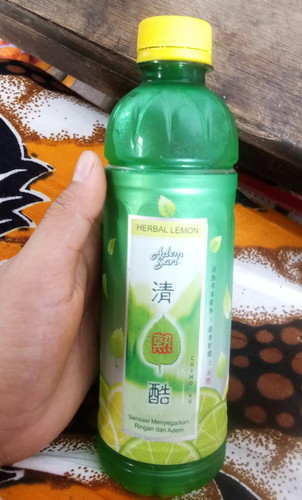 HERBAL LEMON
Adem
Sari
清
熱
酷
CHING KU
Sensasi Menyegarkan,
Ringan dan Adem